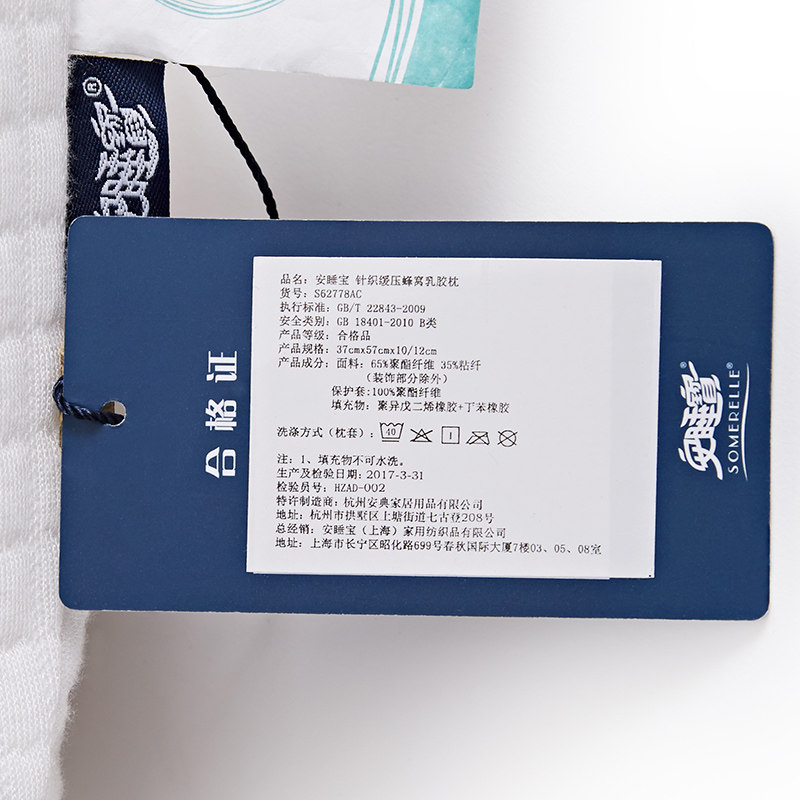 安睡寶®
合格证
品名：安睡宝 针织缓压蜂窝乳胶枕
货号：S62778AC
执行标准：GB/T 22843-2009
安全类别：GB 18401-2010 B类
产品等级：合格品
产品规格：37cmx57cmx10/12cm
产品成分：面料：65%聚酯纤维 35%粘纤
（装饰部分除外）
保护套：100%聚酯纤维
填充物：聚异戊二烯橡胶+丁苯橡胶
洗涤方式（枕套）：40
注：1、填充物不可水洗。
生产及检验日期：2017-3-31
检验员号：HZAD-002
特许制造商：杭州安典家居用品有限公司
地址：杭州市拱墅区上塘街道七古登208号
总经销：安睡宝（上海）家用纺织品有限公司
地址：上海市长宁区昭化路699号春秋国际大厦7楼03、05、08室
安睡寶®
SOMERELLE®